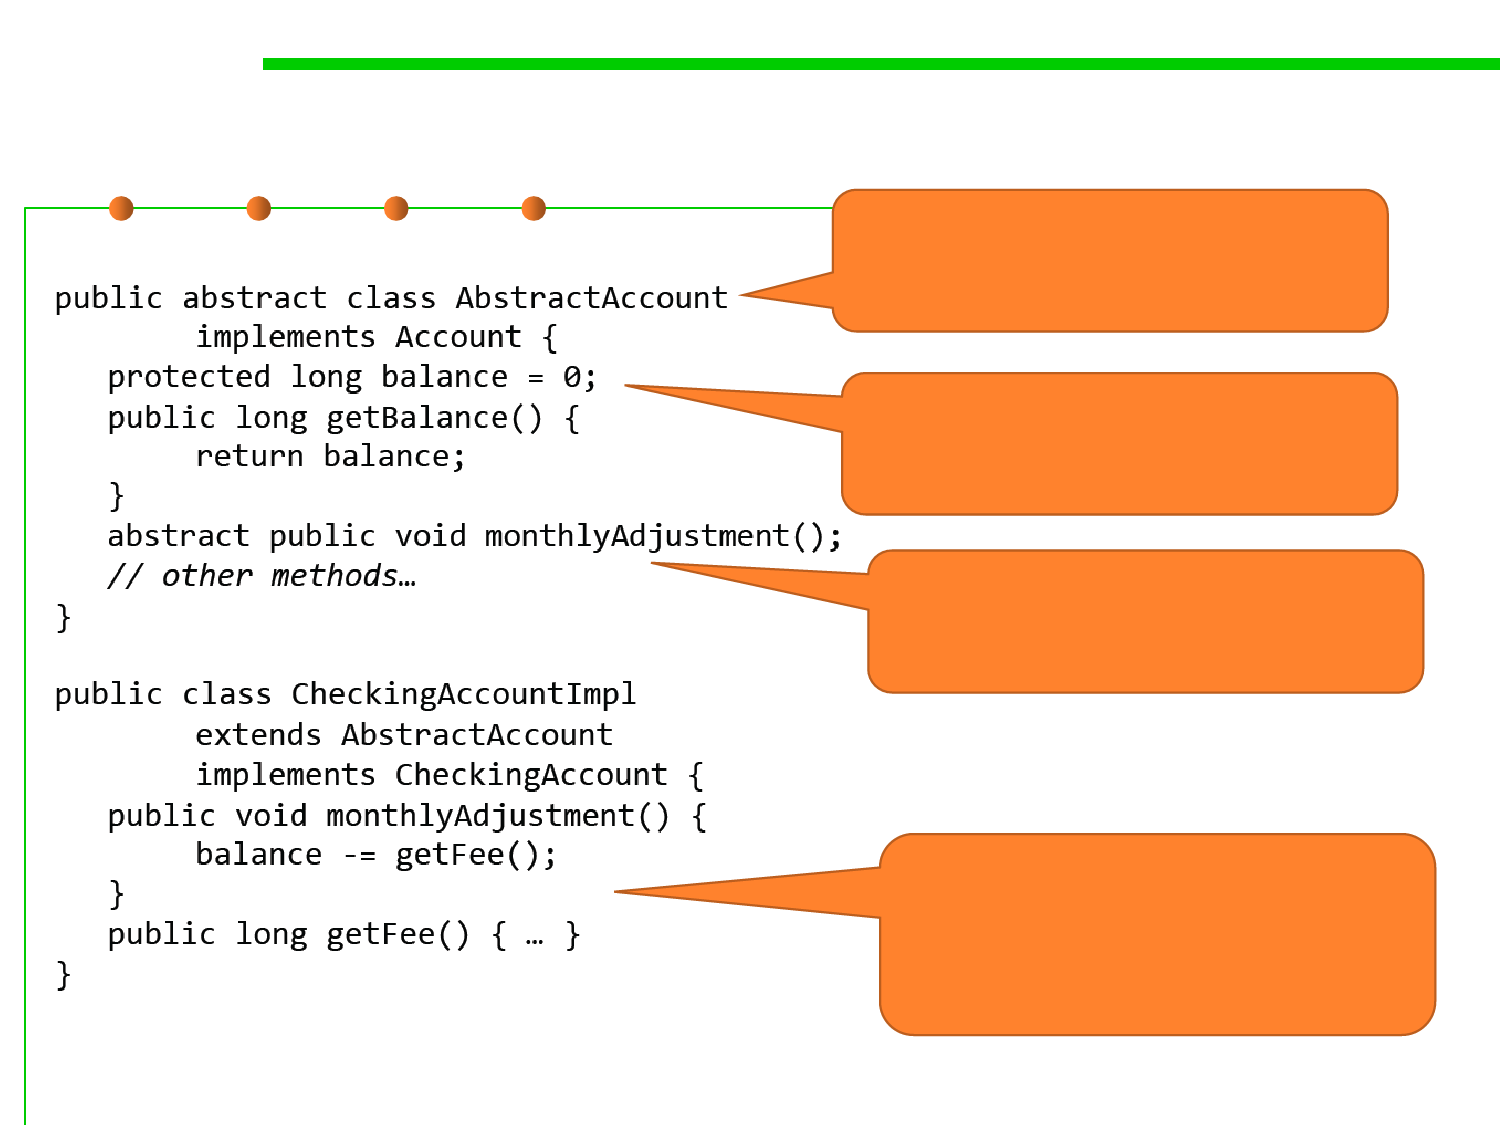 public abstract class AbstractAccount
implements Account {
protected long balance = 0;
public long getBalance() {
return balance;
}
abstract public void monthlyAdjustment();
// other methods…
}
public class CheckingAccountImpl
extends AbstractAccount
implements CheckingAccount {
public void monthlyAdjustment() {
balance -= getFee();
}
public long getFee() { … }
}